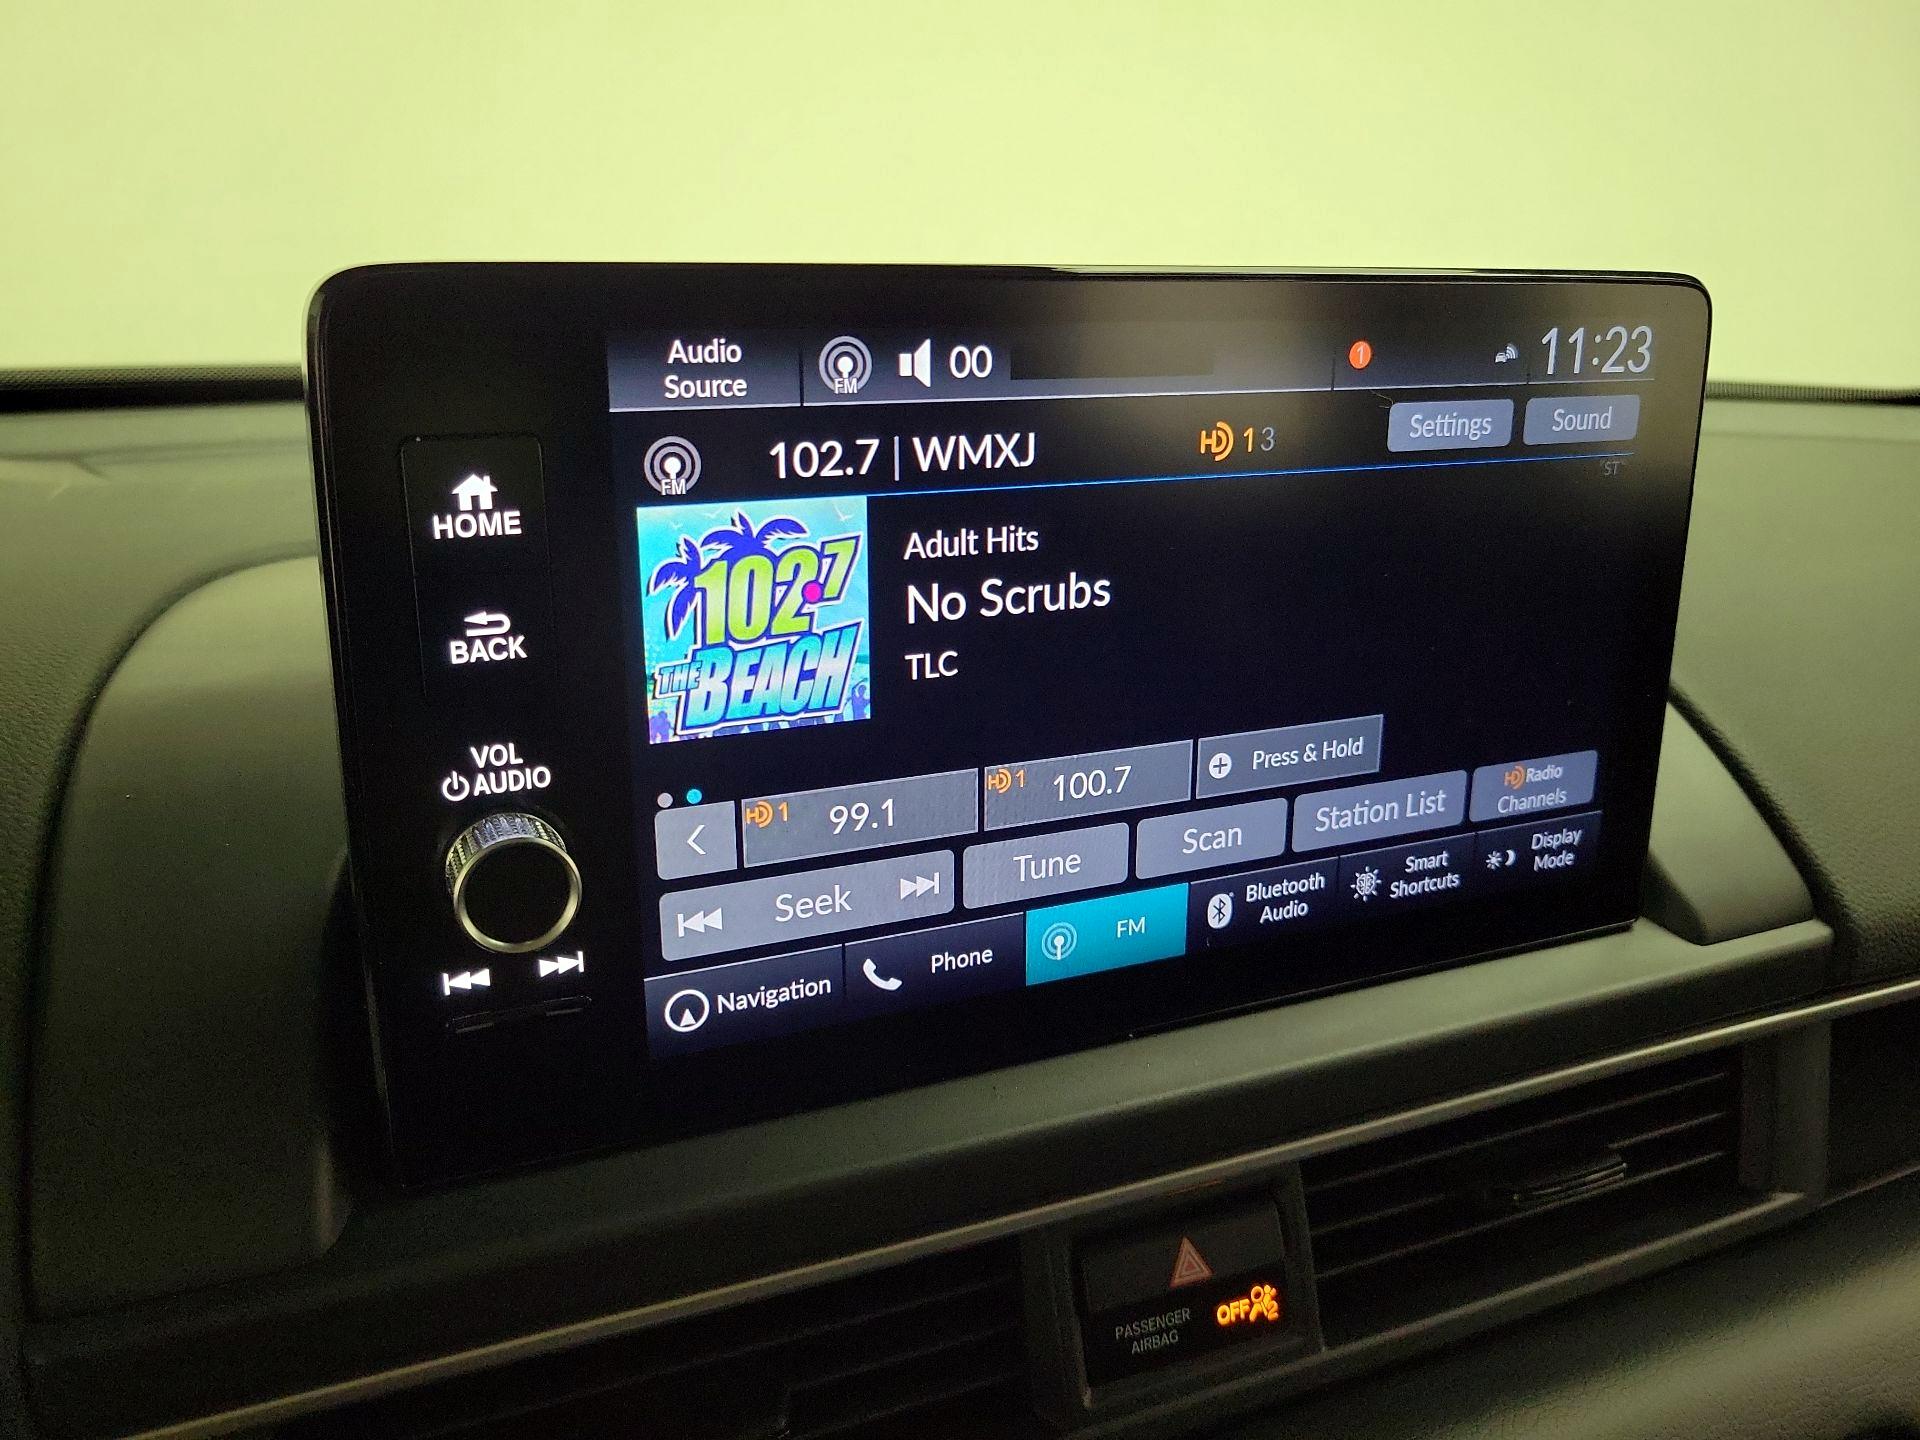 Audio
Source
FM
00
1
11:23
FM
102.7 | WMXJ
HD 1 3
Settings
Sound
"ST"
HOME
BACK
VOL
AUDIO
102.7
THE BEACH
Adult Hits
No Scrubs
TLC
HD 1 99.1
HD 1 100.7
Press & Hold
Seek
Tune
Scan
Station List
HD Radio
Channels
Navigation
Phone
FM
Bluetooth
Audio
Smart
Shortcuts
Display
Mode
PASSENGER
AIRBAG
OFF
2